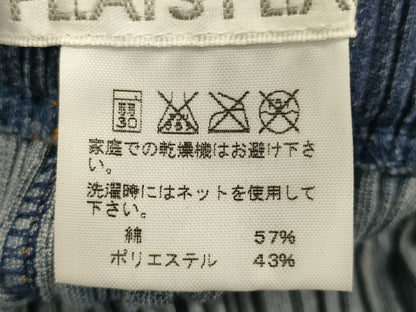 弱
30
家庭での乾燥機はお避け下さ
い。
洗濯時にはネットを使用して
下さい。
綿 57%
ポリエステル 43%